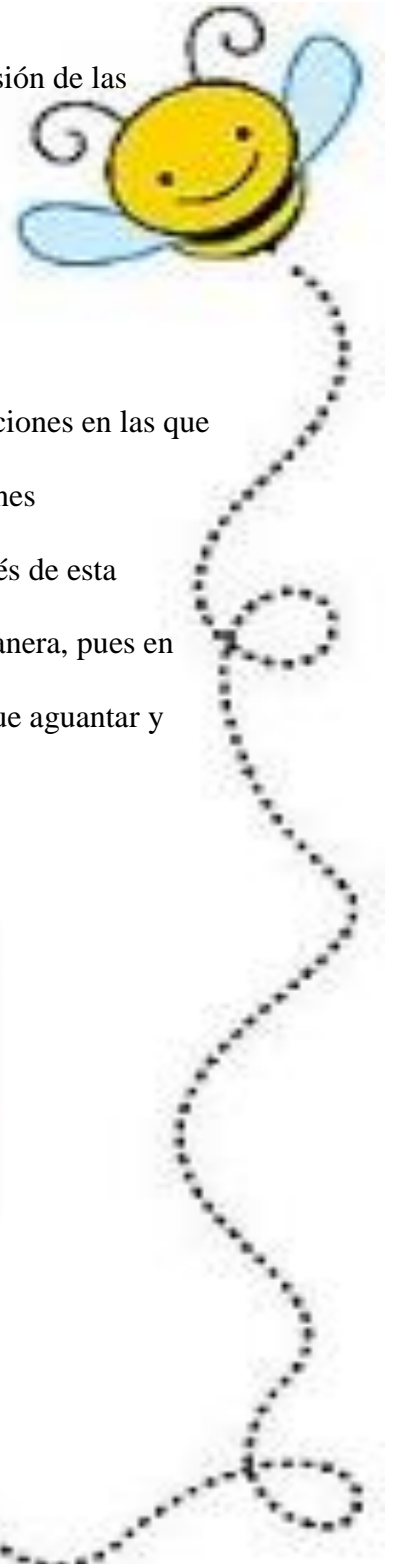 sión de las
ciones en las que
nes
és de esta
anera, pues en
ue aguantar y